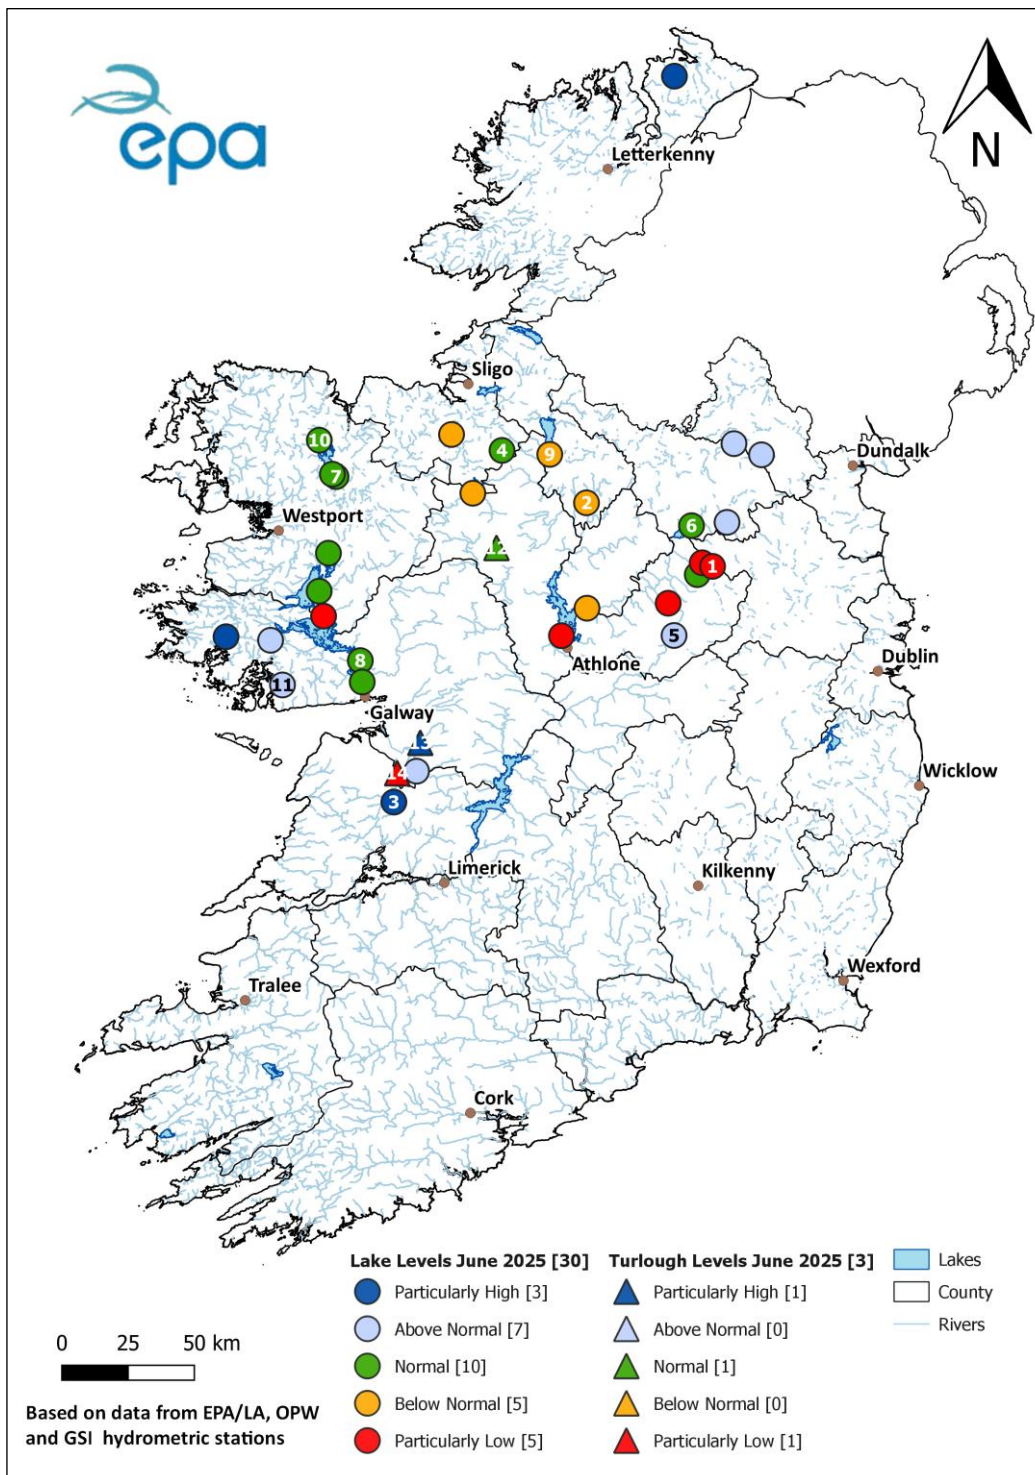 epa
N
Letterkenny
Sligo
10
4
9
7
Dundalk
2
Westport
6
12
1
5
8
Athlone
Dublin
11
Galway
14
3
Wicklow
Limerick
Kilkenny
Wexford
Tralee
Cork
Lake Levels June 2025 [30]
Particularly High [3]
Above Normal [7]
Normal [10]
Below Normal [5]
Particularly Low [5]
Turlough Levels June 2025 [3]
Particularly High [1]
Above Normal [0]
Normal [1]
Below Normal [0]
Particularly Low [1]
Lakes
County
Rivers
0 25 50 km
Based on data from EPA/LA, OPW
and GSI hydrometric stations